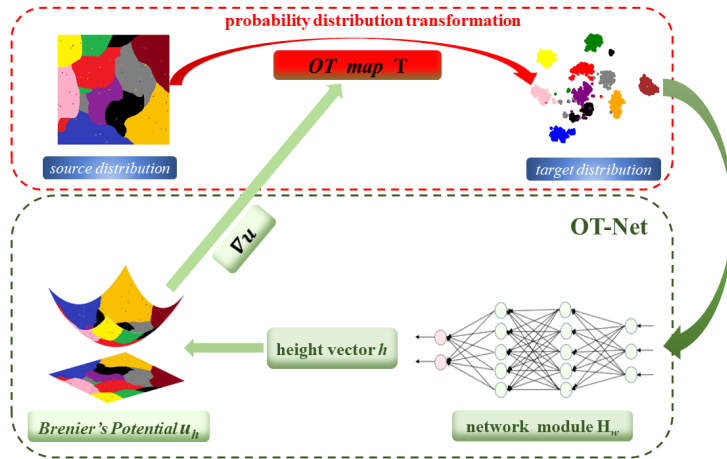 probability distribution transformation
OT map T
source distribution
target distribution
∇u
OT-Net
height vector h
Brenier's Potential u_h
network module H_w